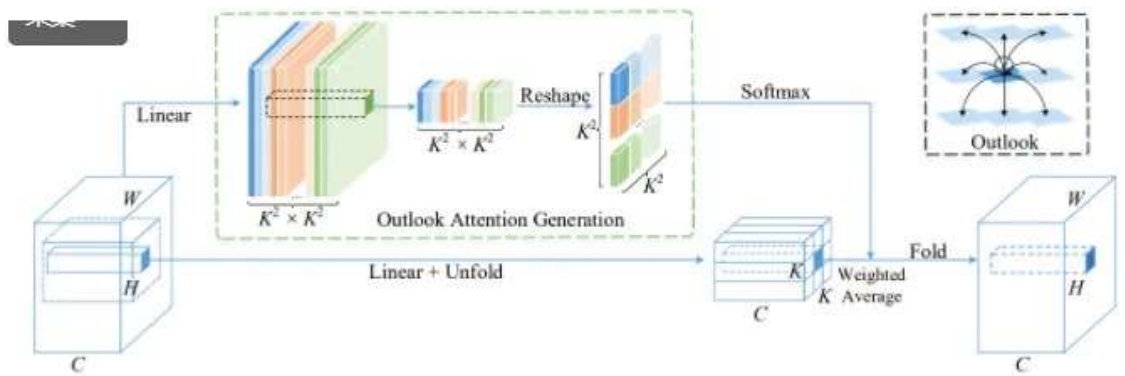 Linear
K² × K²
...
K² × K²
Reshape
K²
K²
Outlook Attention Generation
Softmax
Outlook
W
H
C
Linear + Unfold
K
K
C
Weighted
Average
Fold
W
H
C